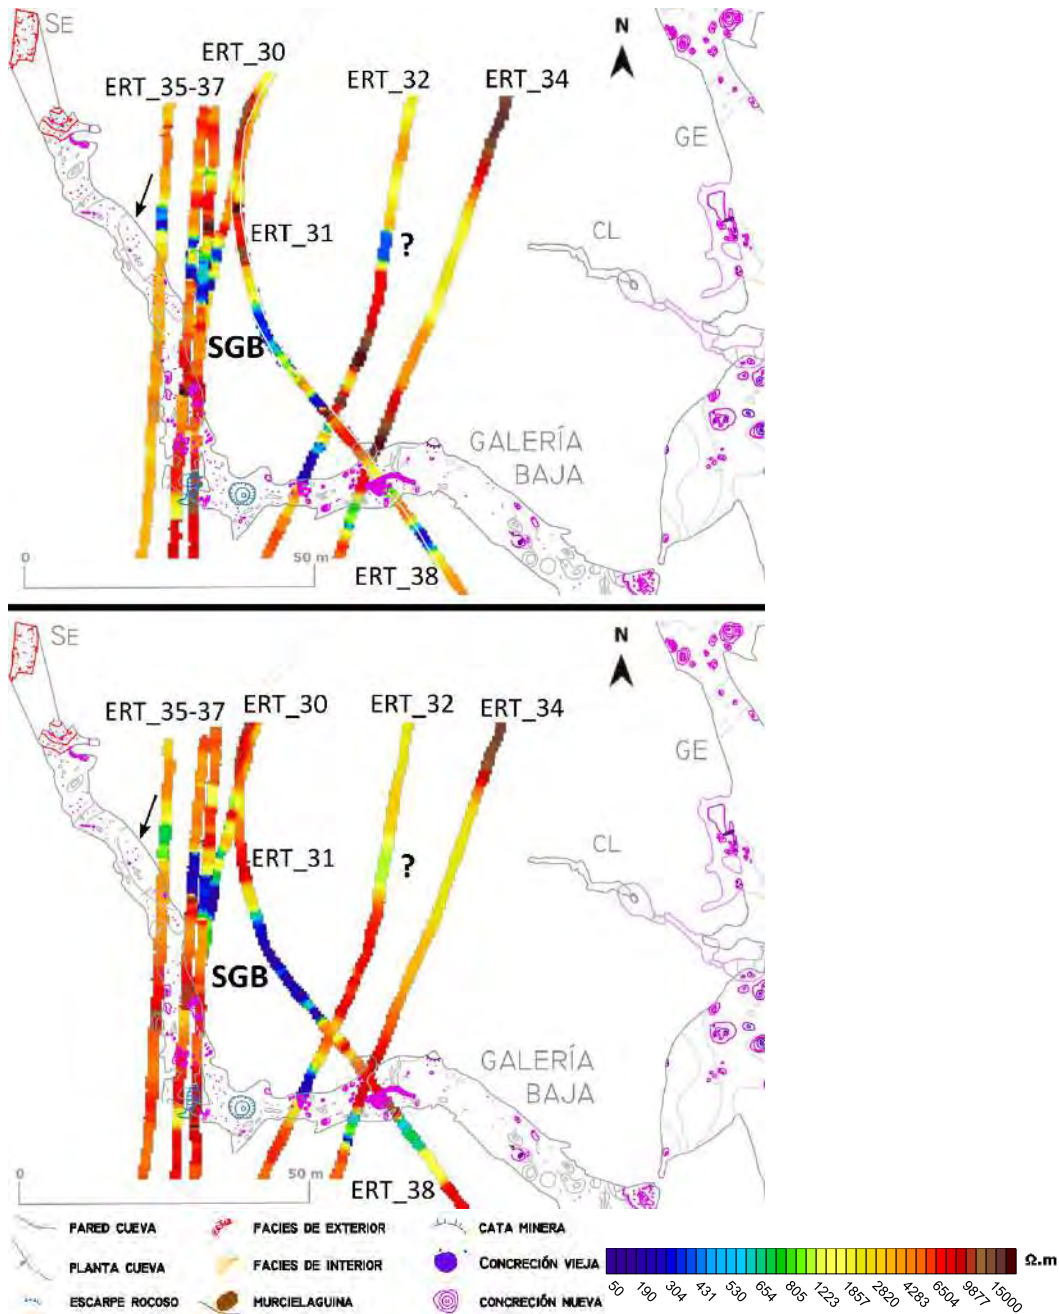 SE
ERT_30
N
ERT_35-37
ERT_32
ERT_34
GE
ERT_31
?
CL
SGB
GALERÍA
BAJA
0
50 m
ERT_38
SE
N
ERT_35-37
ERT_30
ERT_32
ERT_34
GE
ERT_31
?
CL
SGB
GALERÍA
BAJA
0
50 m
ERT_38
PARED CUEVA
FACIES DE EXTERIOR
CATA MINERA
PLANTA CUEVA
FACIES DE INTERIOR
CONCRECIÓN VIEJA
ESCARPE ROCOSO
MURCIELAGUINA
CONCRECIÓN NUEVA
Ω.m
50 190 304 431 530 654 805 1223 1857 2820 4283 6504 9877 15000